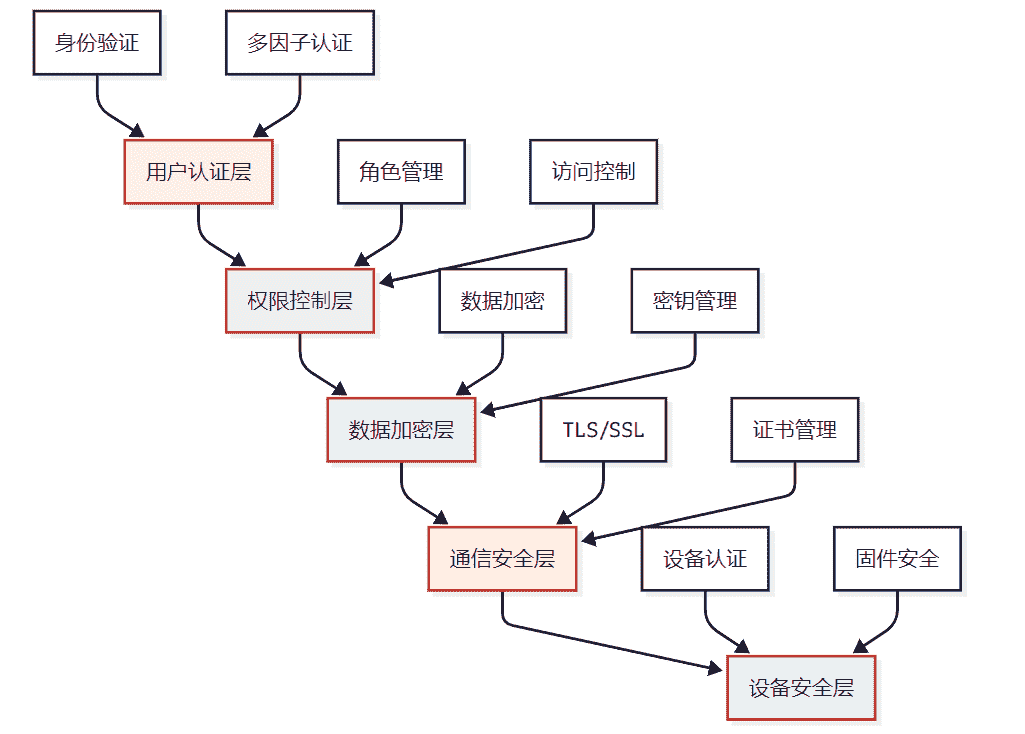 身份验证
多因子认证
用户认证层
角色管理
访问控制
权限控制层
数据加密
密钥管理
数据加密层
TLS/SSL
证书管理
通信安全层
设备认证
固件安全
设备安全层